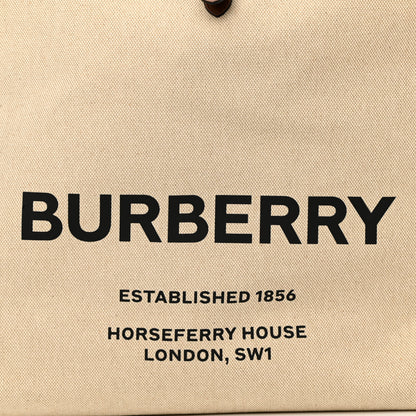 BURBERRY
ESTABLISHED 1856
HORSEFERRY HOUSE
LONDON, SW1